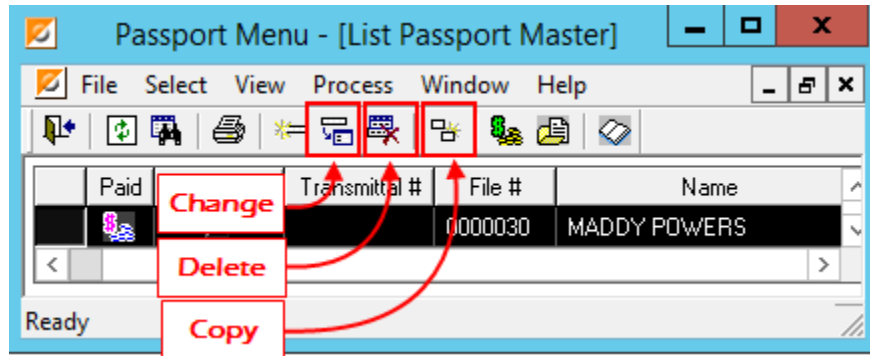 Passport Menu - [List Passport Master]
File Select View Process Window Help
Paid Transmittal # File # Name
Change
0000030 MADDY POWERS
Delete
Ready
Copy